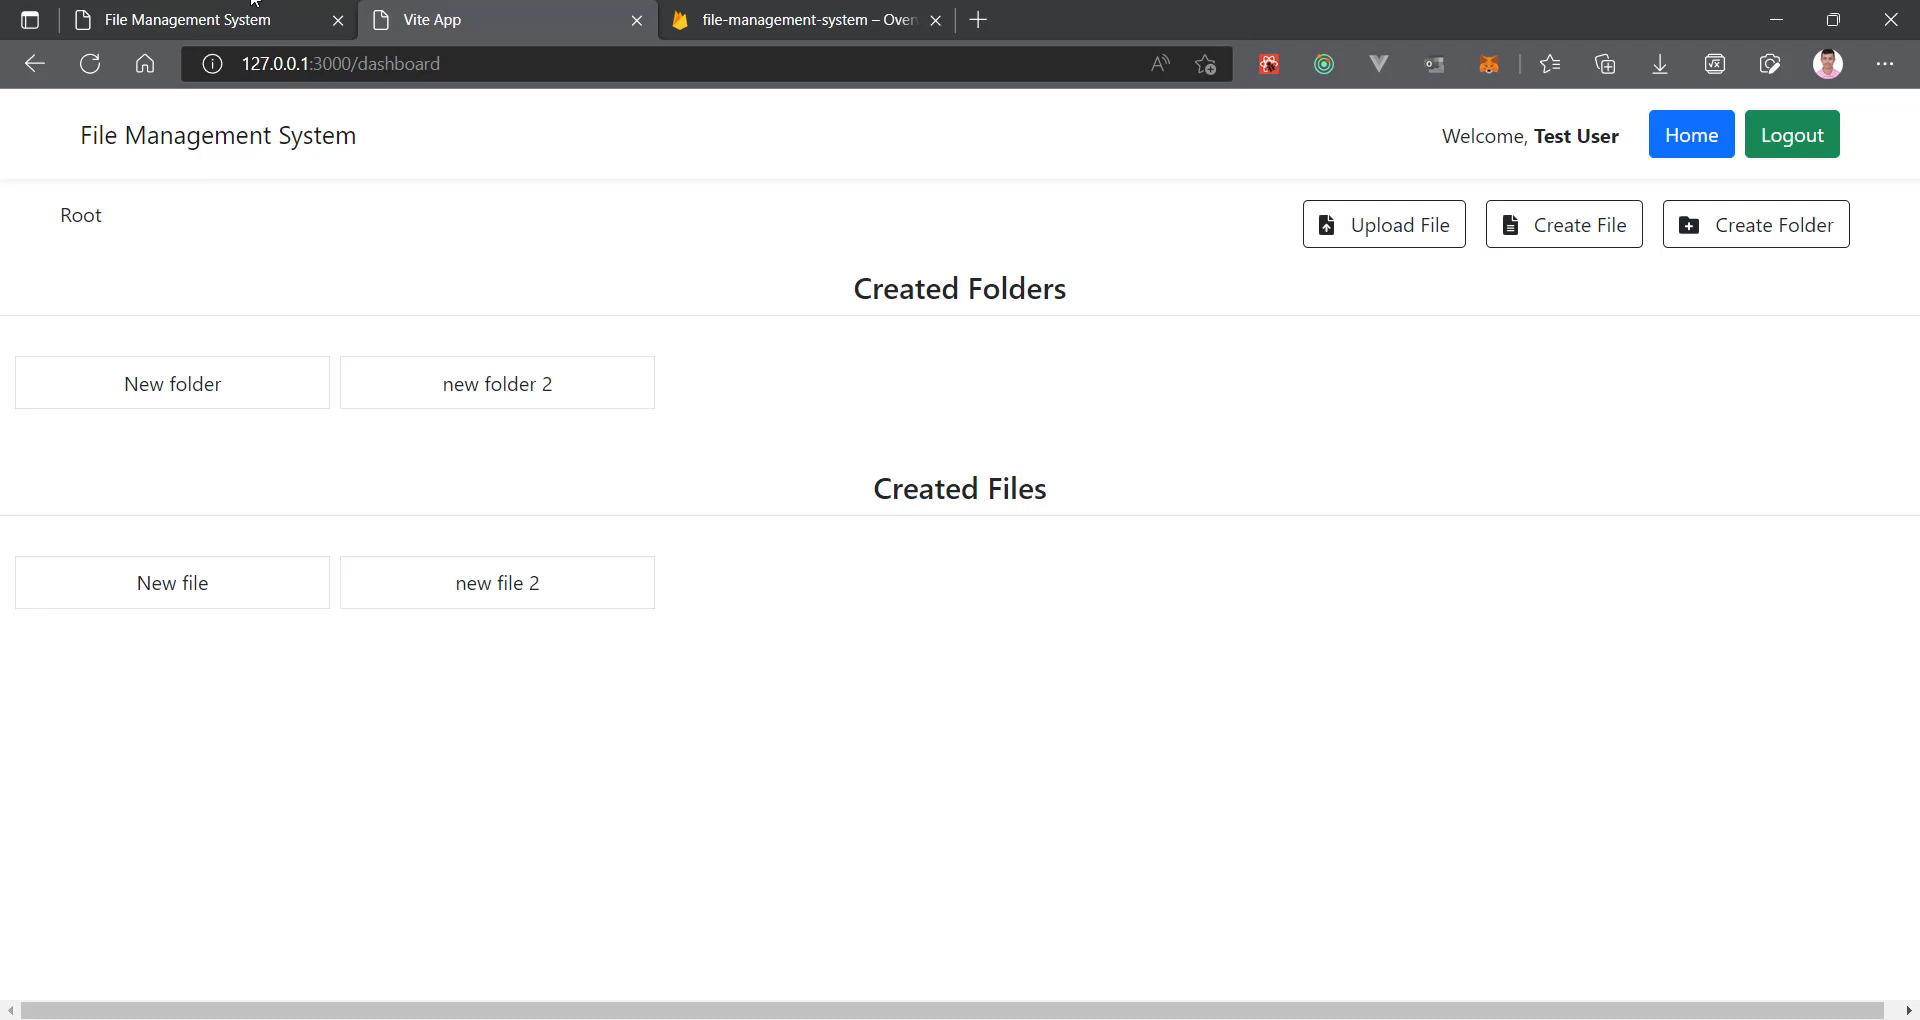 File Management System
Vite App
file-management-system – Over
127.0.0.1:3000/dashboard
File Management System
Welcome, Test User
Home
Logout
Root
Upload File
Create File
Create Folder
Created Folders
New folder
new folder 2
Created Files
New file
new file 2